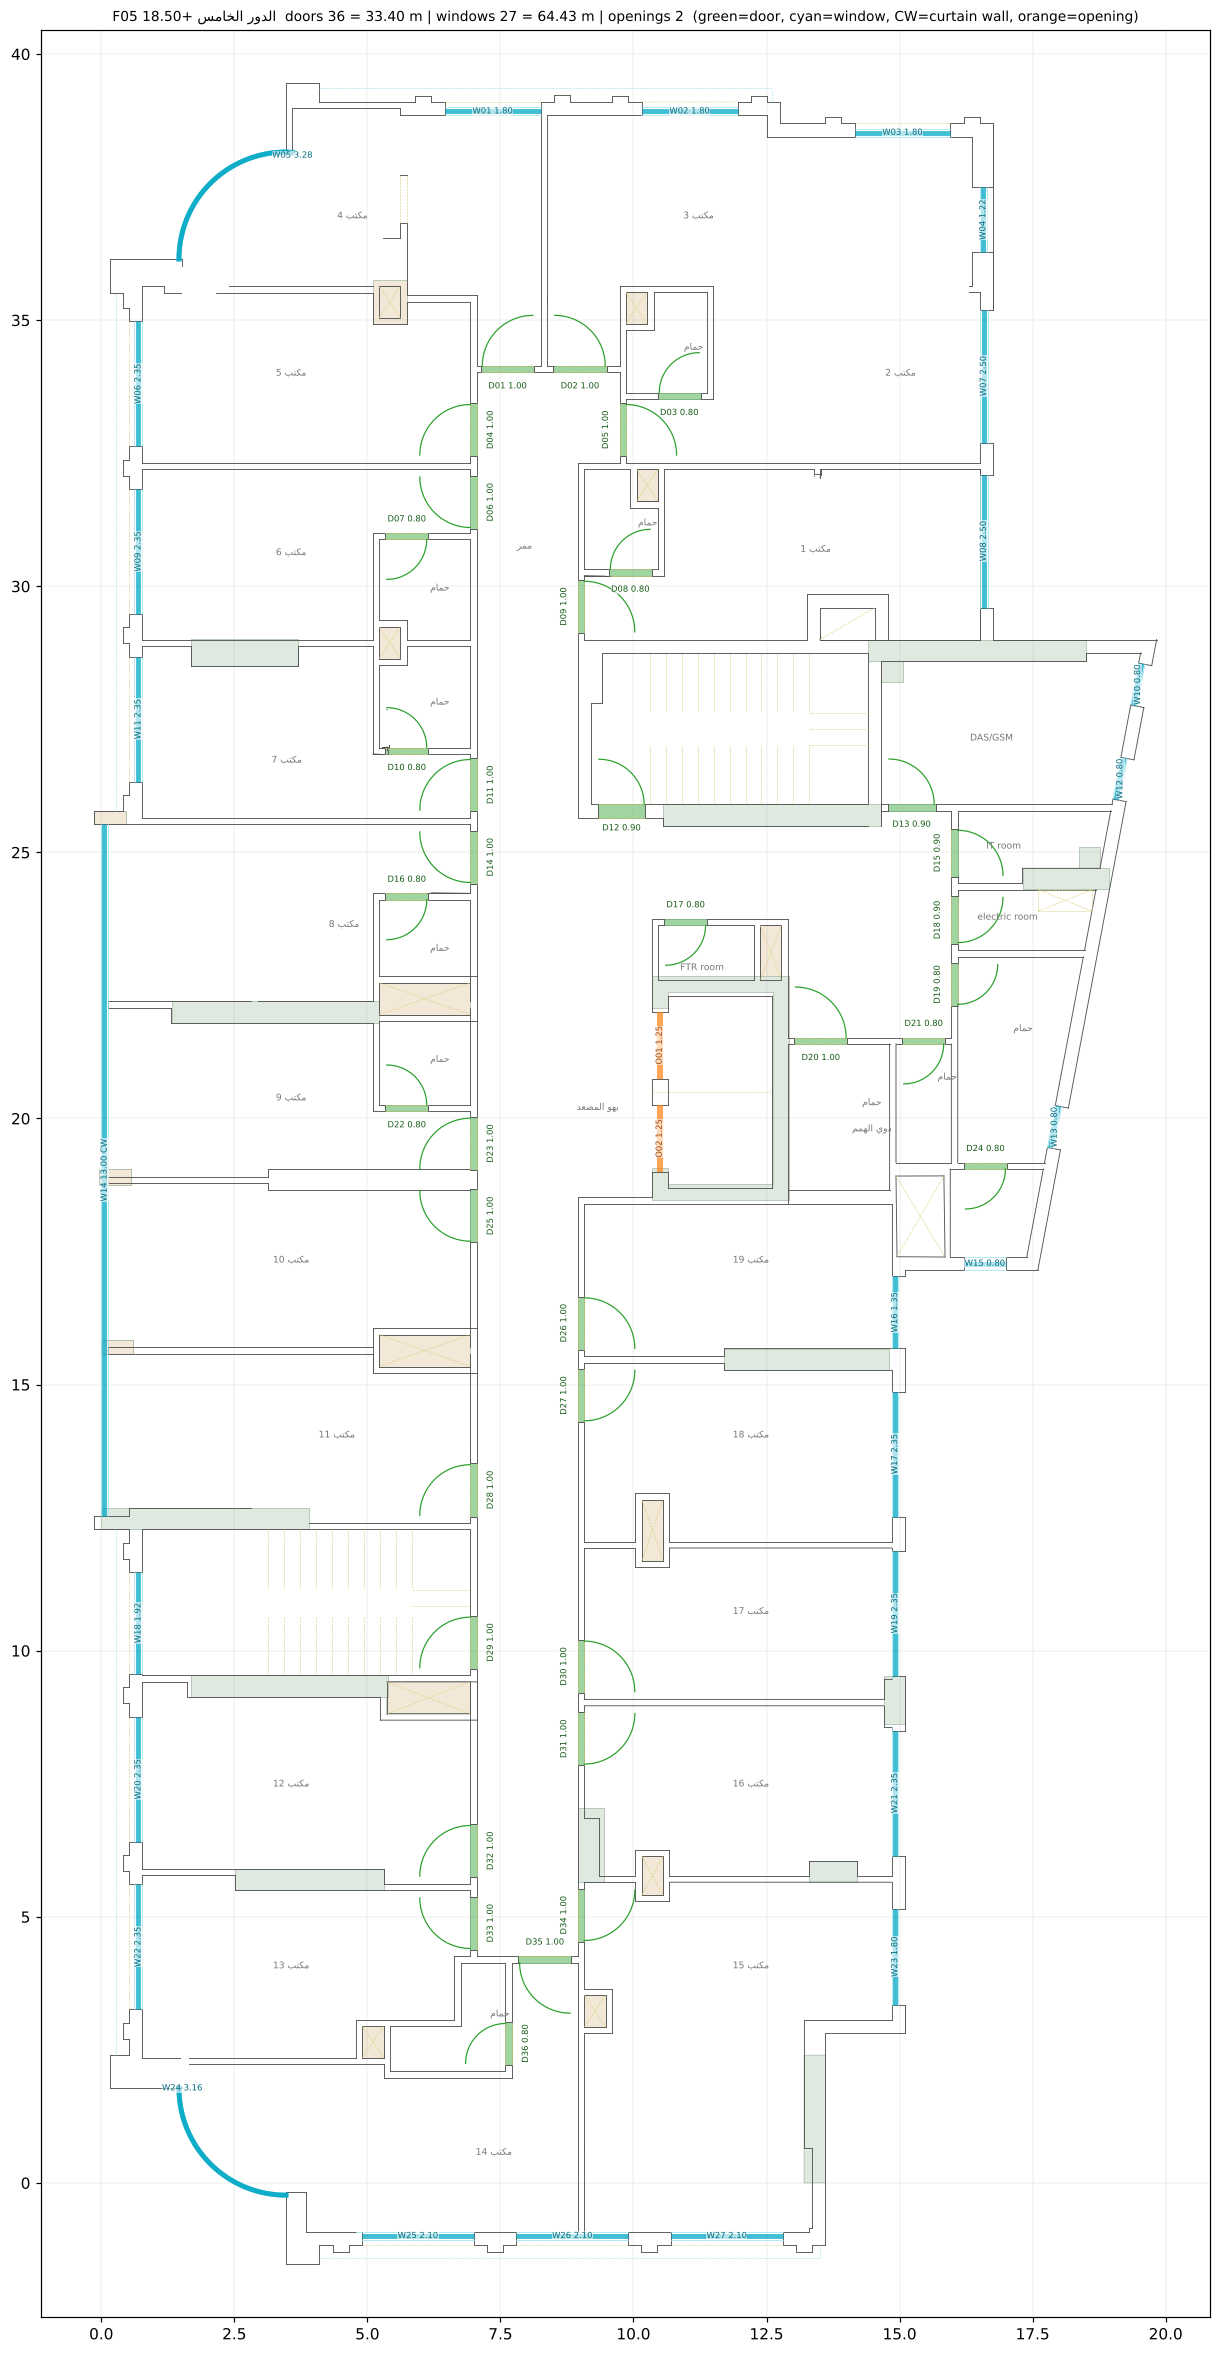 F05 18.50+ الدور الخامس  doors 36 = 33.40 m | windows 27 = 64.43 m | openings 2  (green=door, cyan=window, CW=curtain wall, orange=opening)
40
W01 1.80
W02 1.80
W03 1.80
W05 3.28
W04 1.22
مكتب 4
مكتب 3
35
حمام
W06 2.35
مكتب 5
D01 1.00
D02 1.00
مكتب 2
W07 2.50
D03 0.80
D04 1.00
D05 1.00
D06 1.00
D07 0.80
حمام
W09 2.35
مكتب 6
ممر
مكتب 1
W08 2.50
30
حمام
D08 0.80
D09 1.00
W10 0.80
حمام
W11 2.35
مكتب 7
D10 0.80
D11 1.00
DAS/GSM
W12 0.80
D12 0.90
D13 0.90
25
D14 1.00
D15 0.90
IT room
D16 0.80
مكتب 8
حمام
D17 0.80
D18 0.90
electric room
FTR room
D19 0.80
حمام
D21 0.80
O01 1.25
D20 1.00
حمام
حمام
مكتب 9
بهو المصعد
حمام
ذوي الهمم
20
D22 0.80
D23 1.00
O02 1.25
W13 0.80
W14 13.00 CW
D24 0.80
D25 1.00
مكتب 10
مكتب 19
W15 0.80
D26 1.00
W16 1.35
15
D27 1.00
مكتب 11
مكتب 18
W17 2.35
D28 1.00
W18 1.92
مكتب 17
W19 2.35
10
D29 1.00
D30 1.00
D31 1.00
W20 2.35
مكتب 12
مكتب 16
W21 2.35
D32 1.00
5
D33 1.00
D34 1.00
D35 1.00
W22 2.35
مكتب 13
مكتب 15
W23 1.80
حمام
D36 0.80
W24 3.16
مكتب 14
0
W25 2.10
W26 2.10
W27 2.10
0.0 2.5 5.0 7.5 10.0 12.5 15.0 17.5 20.0